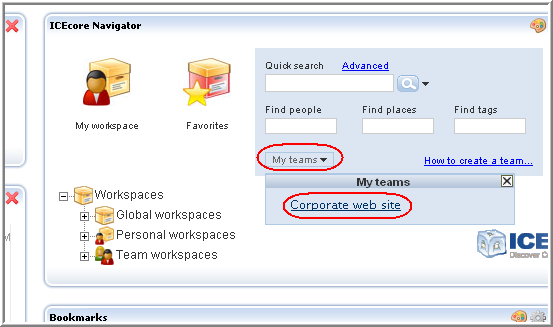 ICEcore Navigator
Quick search Advanced
Find people Find places Find tags
My workspace Favorites
My teams How to create a team...
My teams
Corporate web site
Workspaces
Global workspaces
Personal workspaces
Team workspaces
ICE
Discover
Bookmarks